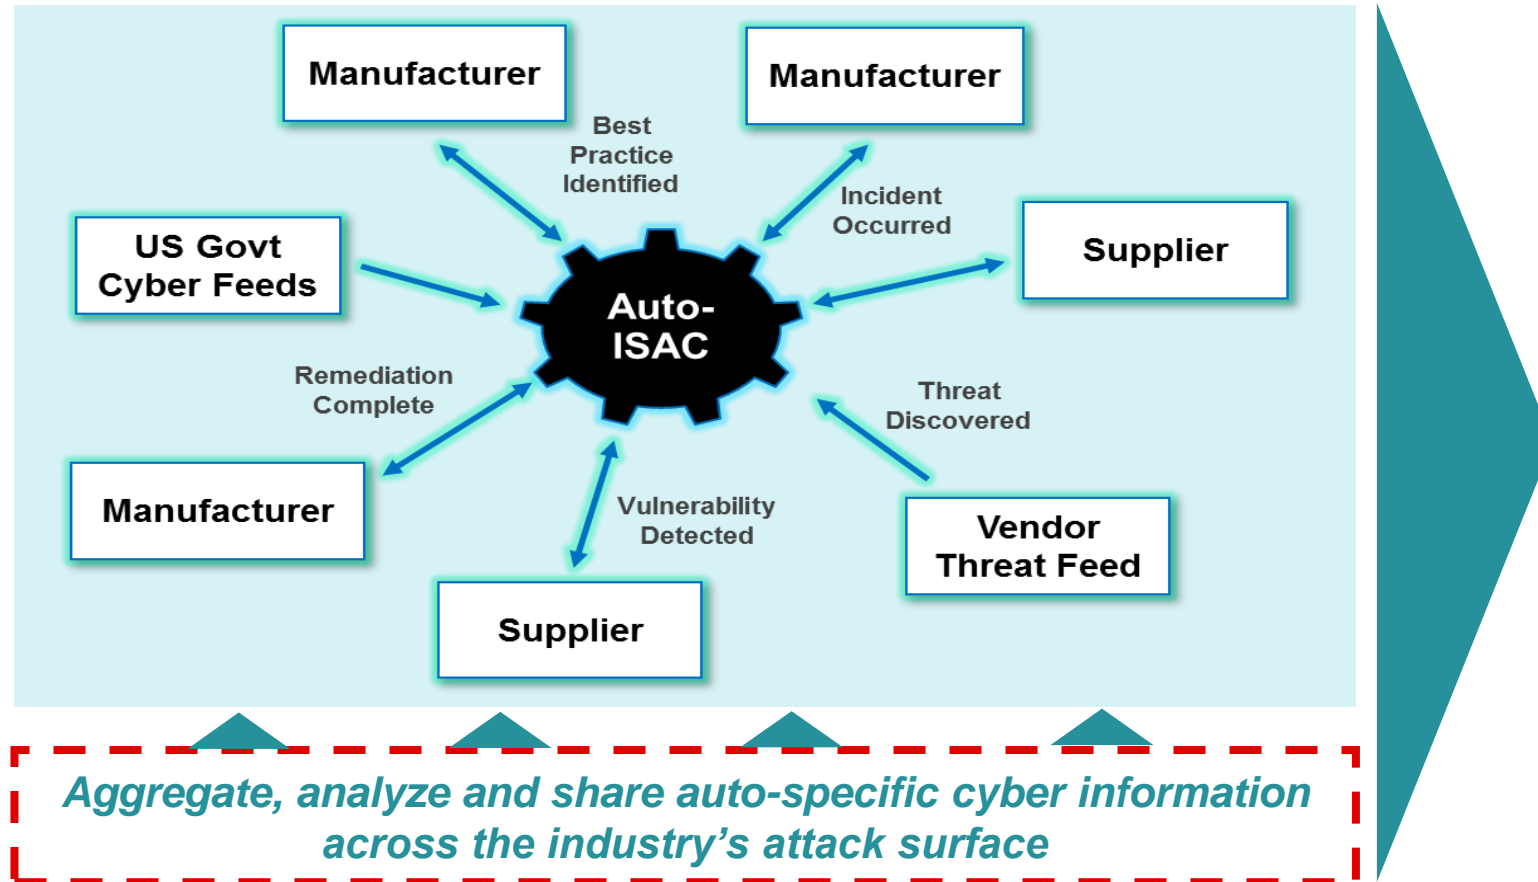 Manufacturer
Manufacturer
Best
Practice
Identified
Incident
Occurred
US Govt
Cyber Feeds
Supplier
Auto-
ISAC
Remediation
Complete
Threat
Discovered
Manufacturer
Vulnerability
Detected
Vendor
Threat Feed
Supplier
Aggregate, analyze and share auto-specific cyber information
across the industry’s attack surface